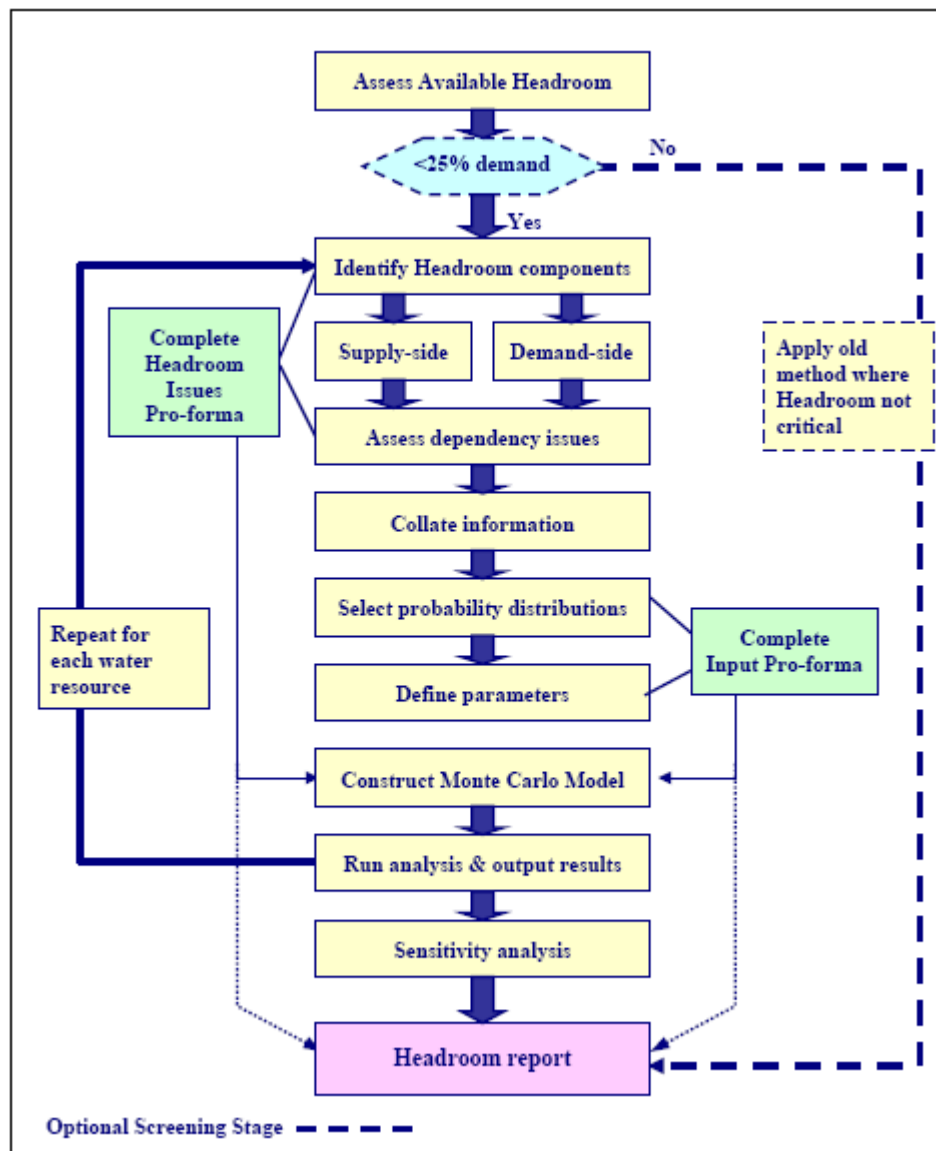 Assess Available Headroom
<25% demand
No
Yes
Identify Headroom components
Complete
Headroom
Issues
Pro-forma
Supply-side
Demand-side
Apply old
method where
Headroom not
critical
Assess dependency issues
Collate information
Select probability distributions
Repeat for
each water
resource
Complete
Input Pro-forma
Define parameters
Construct Monte Carlo Model
Run analysis & output results
Sensitivity analysis
Headroom report
Optional Screening Stage